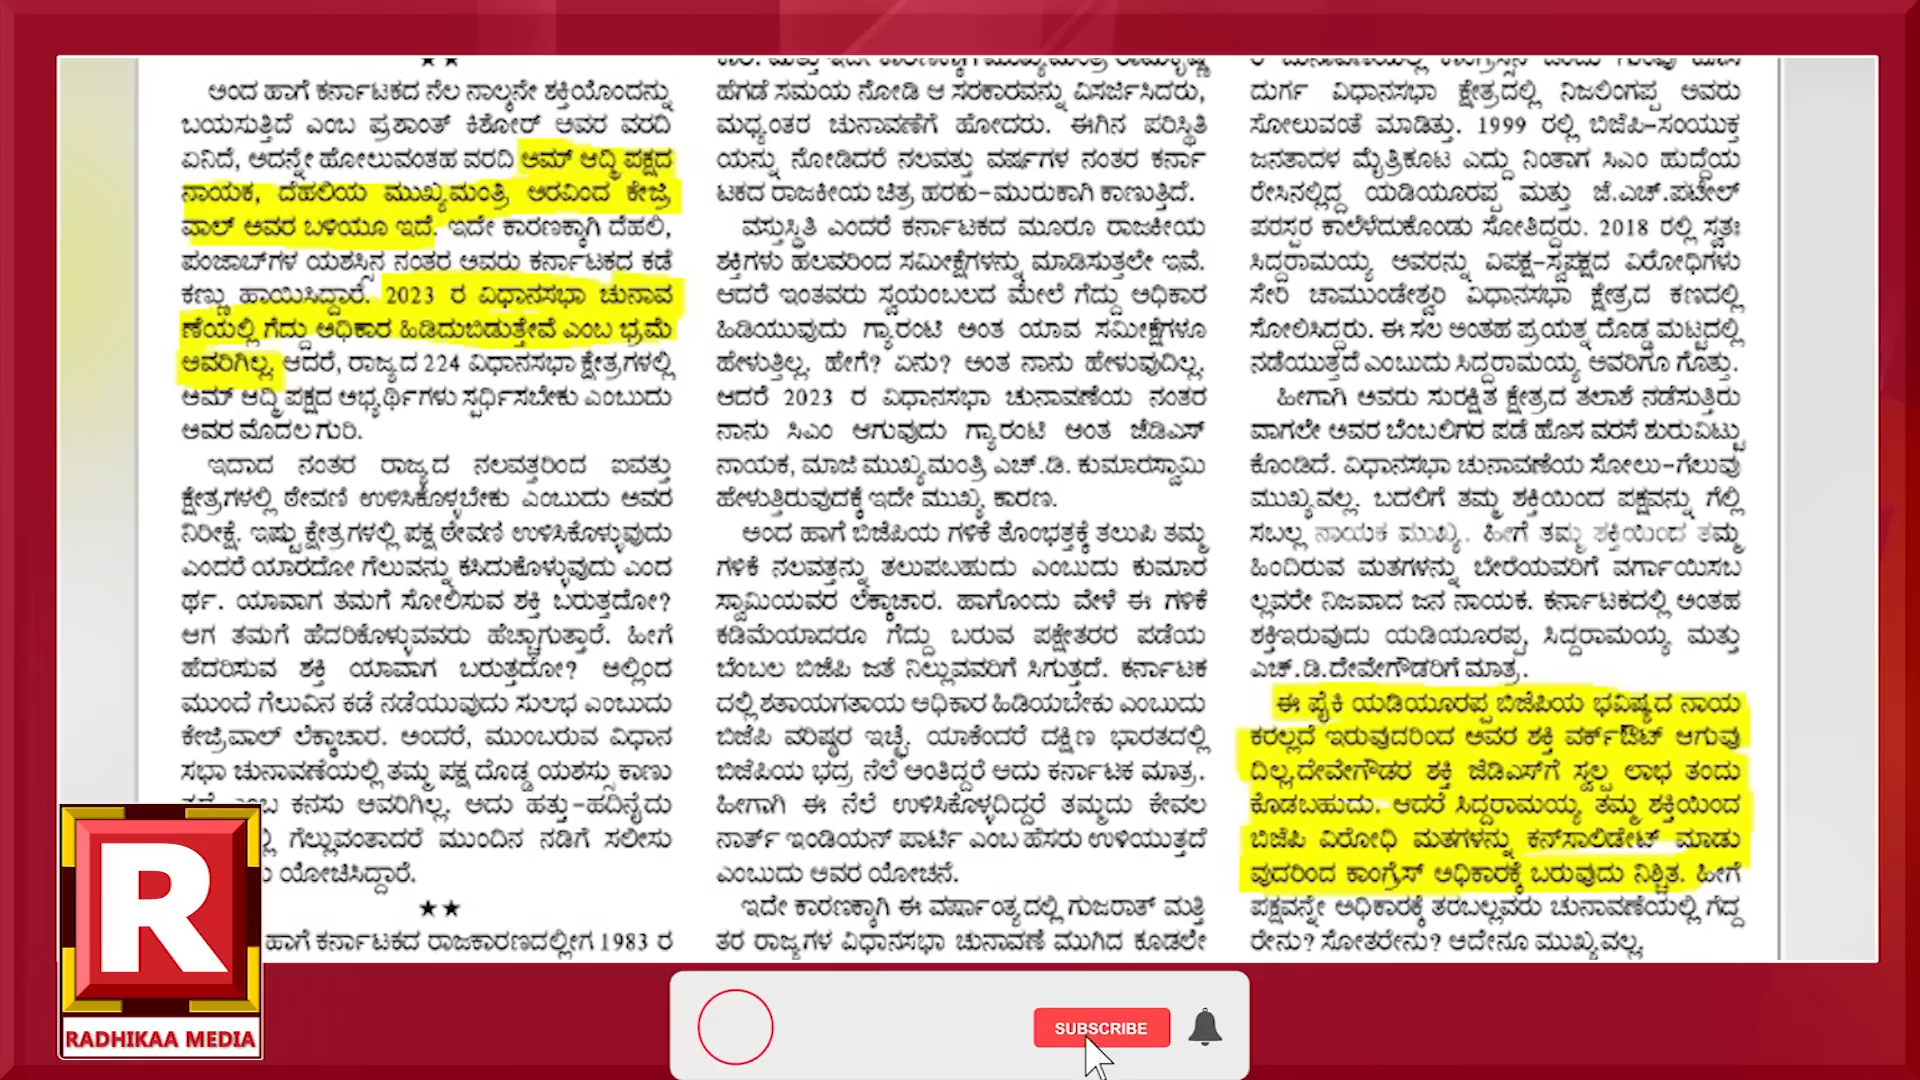 ★★
ಅಂದ ಹಾಗೆ ಕರ್ನಾಟಕದ ನೆಲ ನಾಲ್ಕನೇ ಶಕ್ತಿಯೊಂದನ್ನು
ಬಯಸುತ್ತಿದೆ ಎಂಬ ಪ್ರಶಾಂತ್ ಕಿಶೋರ್ ಅವರ ವರದಿ
ಏನಿದೆ, ಅದನ್ನೇ ಹೋಲುವಂತಹ ವರದಿ ಆಮ್ ಆದ್ಮಿ ಪಕ್ಷದ
ನಾಯಕ, ದೆಹಲಿಯ ಮುಖ್ಯಮಂತ್ರಿ ಅರವಿಂದ ಕೇಜ್ರಿ
ವಾಲ್ ಅವರ ಬಳಿಯೂ ಇದೆ. ಇದೇ ಕಾರಣಕ್ಕಾಗಿ ದೆಹಲಿ,
ಪಂಜಾಬ್‌ಗಳ ಯಶಸ್ಸಿನ ನಂತರ ಅವರು ಕರ್ನಾಟಕದ ಕಡೆ
ಕಣ್ಣು ಹಾಯಿಸಿದ್ದಾರೆ. 2023 ರ ವಿಧಾನಸಭಾ ಚುನಾವ
ಣೆಯಲ್ಲಿ ಗೆದ್ದು ಅಧಿಕಾರ ಹಿಡಿದುಬಿಡುತ್ತೇವೆ ಎಂಬ ಭ್ರಮೆ
ಅವರಿಗಿಲ್ಲ. ಆದರೆ, ರಾಜ್ಯದ 224 ವಿಧಾನಸಭಾ ಕ್ಷೇತ್ರಗಳಲ್ಲಿ
ಆಮ್ ಆದ್ಮಿ ಪಕ್ಷದ ಅಭ್ಯರ್ಥಿಗಳು ಸ್ಪರ್ಧಿಸಬೇಕು ಎಂಬುದು
ಅವರ ಮೊದಲ ಗುರಿ.
ಇದಾದ ನಂತರ ರಾಜ್ಯದ ನಲವತ್ತರಿಂದ ಐವತ್ತು
ಕ್ಷೇತ್ರಗಳಲ್ಲಿ ಠೇವಣಿ ಉಳಿಸಿಕೊಳ್ಳಬೇಕು ಎಂಬುದು ಅವರ
ನಿರೀಕ್ಷೆ. ಇಷ್ಟು ಕ್ಷೇತ್ರಗಳಲ್ಲಿ ಪಕ್ಷ ಠೇವಣಿ ಉಳಿಸಿಕೊಳ್ಳುವುದು
ಎಂದರೆ ಯಾರದೋ ಗೆಲುವನ್ನು ಕಸಿದುಕೊಳ್ಳುವುದು ಎಂದ
ರ್ಥ. ಯಾವಾಗ ತಮಗೆ ಸೋಲಿಸುವ ಶಕ್ತಿ ಬರುತ್ತದೋ?
ಆಗ ತಮಗೆ ಹೆದರಿಕೊಳ್ಳುವವರು ಹೆಚ್ಚಾಗುತ್ತಾರೆ. ಹೀಗೆ
ಹೆದರಿಸುವ ಶಕ್ತಿ ಯಾವಾಗ ಬರುತ್ತದೋ? ಅಲ್ಲಿಂದ
ಮುಂದೆ ಗೆಲುವಿನ ಕಡೆ ನಡೆಯುವುದು ಸುಲಭ ಎಂಬುದು
ಕೇಜ್ರಿವಾಲ್ ಲೆಕ್ಕಾಚಾರ. ಅಂದರೆ, ಮುಂಬರುವ ವಿಧಾನ
ಸಭಾ ಚುನಾವಣೆಯಲ್ಲಿ ತಮ್ಮ ಪಕ್ಷ ದೊಡ್ಡ ಯಶಸ್ಸು ಕಾಣು
ಕನಸು ಅವರಿಗಿಲ್ಲ. ಅದು ಹತ್ತು-ಹದಿನೈದು
ಗೆಲ್ಲುವಂತಾದರೆ ಮುಂದಿನ ನಡಿಗೆ ಸಲೀಸು
ಯೋಚಿಸಿದ್ದಾರೆ.
★★
ಹಾಗೆ ಕರ್ನಾಟಕದ ರಾಜಕಾರಣದಲ್ಲೀಗ 1983 ರ
ಹೆಗಡೆ ಸಮಯ ನೋಡಿ ಆ ಸರಕಾರವನ್ನು ವಿಸರ್ಜಿಸಿದರು,
ಮಧ್ಯಂತರ ಚುನಾವಣೆಗೆ ಹೋದರು. ಈಗಿನ ಪರಿಸ್ಥಿತಿ
ಯನ್ನು ನೋಡಿದರೆ ನಲವತ್ತು ವರ್ಷಗಳ ನಂತರ ಕರ್ನಾ
ಟಕದ ರಾಜಕೀಯ ಚಿತ್ರ ಹರಕು-ಮುರುಕಾಗಿ ಕಾಣುತ್ತಿದೆ.
ವಸ್ತುಸ್ಥಿತಿ ಎಂದರೆ ಕರ್ನಾಟಕದ ಮೂರೂ ರಾಜಕೀಯ
ಶಕ್ತಿಗಳು ಹಲವರಿಂದ ಸಮೀಕ್ಷೆಗಳನ್ನು ಮಾಡಿಸುತ್ತಲೇ ಇವೆ.
ಆದರೆ ಇಂತವರು ಸ್ವಯಂಬಲದ ಮೇಲೆ ಗೆದ್ದು ಅಧಿಕಾರ
ಹಿಡಿಯುವುದು ಗ್ಯಾರಂಟಿ ಅಂತ ಯಾವ ಸಮೀಕ್ಷೆಗಳೂ
ಹೇಳುತ್ತಿಲ್ಲ. ಹೇಗೆ? ಏನು? ಅಂತ ನಾನು ಹೇಳುವುದಿಲ್ಲ.
ಆದರೆ 2023 ರ ವಿಧಾನಸಭಾ ಚುನಾವಣೆಯ ನಂತರ
ನಾನು ಸಿಎಂ ಆಗುವುದು ಗ್ಯಾರಂಟಿ ಅಂತ ಜೆಡಿಎಸ್
ನಾಯಕ, ಮಾಜಿ ಮುಖ್ಯಮಂತ್ರಿ ಎಚ್.ಡಿ. ಕುಮಾರಸ್ವಾಮಿ
ಹೇಳುತ್ತಿರುವುದಕ್ಕೆ ಇದೇ ಮುಖ್ಯ ಕಾರಣ.
ಅಂದ ಹಾಗೆ ಬಿಜೆಪಿಯ ಗಳಿಕೆ ತೊಂಭತ್ತಕ್ಕೆ ತಲುಪಿ ತಮ್ಮ
ಗಳಿಕೆ ನಲವತ್ತನ್ನು ತಲುಪಬಹುದು ಎಂಬುದು ಕುಮಾರ
ಸ್ವಾಮಿಯವರ ಲೆಕ್ಕಾಚಾರ. ಹಾಗೊಂದು ವೇಳೆ ಈ ಗಳಿಕೆ
ಕಡಿಮೆಯಾದರೂ ಗೆದ್ದು ಬರುವ ಪಕ್ಷೇತರರ ಪಡೆಯ
ಬೆಂಬಲ ಬಿಜೆಪಿ ಜತೆ ನಿಲ್ಲುವವರಿಗೆ ಸಿಗುತ್ತದೆ. ಕರ್ನಾಟಕ
ದಲ್ಲಿ ಶತಾಯಗತಾಯ ಅಧಿಕಾರ ಹಿಡಿಯಬೇಕು ಎಂಬುದು
ಬಿಜೆಪಿ ವರಿಷ್ಠರ ಇಚ್ಛೆ. ಯಾಕೆಂದರೆ ದಕ್ಷಿಣ ಭಾರತದಲ್ಲಿ
ಬಿಜೆಪಿಯ ಭದ್ರ ನೆಲೆ ಅಂತಿದ್ದರೆ ಅದು ಕರ್ನಾಟಕ ಮಾತ್ರ.
ಹೀಗಾಗಿ ಈ ನೆಲೆ ಉಳಿಸಿಕೊಳ್ಳದಿದ್ದರೆ ತಮ್ಮದು ಕೇವಲ
ನಾರ್ತ್ ಇಂಡಿಯನ್ ಪಾರ್ಟಿ ಎಂಬ ಹೆಸರು ಉಳಿಯುತ್ತದೆ
ಎಂಬುದು ಅವರ ಯೋಚನೆ.
ಇದೇ ಕಾರಣಕ್ಕಾಗಿ ಈ ವರ್ಷಾಂತ್ಯದಲ್ಲಿ ಗುಜರಾತ್ ಮತ್ತಿ
ತರ ರಾಜ್ಯಗಳ ವಿಧಾನಸಭಾ ಚುನಾವಣೆ ಮುಗಿದ ಕೂಡಲೇ
ದುರ್ಗ ವಿಧಾನಸಭಾ ಕ್ಷೇತ್ರದಲ್ಲಿ ನಿಜಲಿಂಗಪ್ಪ ಅವರು
ಸೋಲುವಂತೆ ಮಾಡಿತ್ತು. 1999 ರಲ್ಲಿ ಬಿಜೆಪಿ-ಸಂಯುಕ್ತ
ಜನತಾದಳ ಮೈತ್ರಿಕೂಟ ಎದ್ದು ನಿಂತಾಗ ಸಿಎಂ ಹುದ್ದೆಯ
ರೇಸಿನಲ್ಲಿದ್ದ ಯಡಿಯೂರಪ್ಪ ಮತ್ತು ಜೆ.ಎಚ್.ಪಟೇಲ್
ಪರಸ್ಪರ ಕಾಲೆಳೆದುಕೊಂಡು ಸೋತಿದ್ದರು. 2018 ರಲ್ಲಿ ಸ್ವತಃ
ಸಿದ್ದರಾಮಯ್ಯ ಅವರನ್ನು ವಿಪಕ್ಷ-ಸ್ವಪಕ್ಷದ ವಿರೋಧಿಗಳು
ಸೇರಿ ಚಾಮುಂಡೇಶ್ವರಿ ವಿಧಾನಸಭಾ ಕ್ಷೇತ್ರದ ಕಣದಲ್ಲಿ
ಸೋಲಿಸಿದ್ದರು. ಈ ಸಲ ಅಂತಹ ಪ್ರಯತ್ನ ದೊಡ್ಡ ಮಟ್ಟದಲ್ಲಿ
ನಡೆಯುತ್ತದೆ ಎಂಬುದು ಸಿದ್ದರಾಮಯ್ಯ ಅವರಿಗೂ ಗೊತ್ತು.
ಹೀಗಾಗಿ ಅವರು ಸುರಕ್ಷಿತ ಕ್ಷೇತ್ರದ ತಲಾಶೆ ನಡೆಸುತ್ತಿರು
ವಾಗಲೇ ಅವರ ಬೆಂಬಲಿಗರ ಪಡೆ ಹೊಸ ವರಸೆ ಶುರುವಿಟ್ಟು
ಕೊಂಡಿದೆ. ವಿಧಾನಸಭಾ ಚುನಾವಣೆಯ ಸೋಲು-ಗೆಲುವು
ಮುಖ್ಯವಲ್ಲ. ಬದಲಿಗೆ ತಮ್ಮ ಶಕ್ತಿಯಿಂದ ಪಕ್ಷವನ್ನು ಗೆಲ್ಲಿ
ಸಬಲ್ಲ ನಾಯಕ ಮುಖ್ಯ. ಹೀಗೆ ತಮ್ಮ ಶಕ್ತಿಯಿಂದ ತಮ್ಮ
ಹಿಂದಿರುವ ಮತಗಳನ್ನು ಬೇರೆಯವರಿಗೆ ವರ್ಗಾಯಿಸಬ
ಲ್ಲವರೇ ನಿಜವಾದ ಜನ ನಾಯಕ. ಕರ್ನಾಟಕದಲ್ಲಿ ಅಂತಹ
ಶಕ್ತಿಇರುವುದು ಯಡಿಯೂರಪ್ಪ, ಸಿದ್ದರಾಮಯ್ಯ ಮತ್ತು
ಎಚ್.ಡಿ.ದೇವೇಗೌಡರಿಗೆ ಮಾತ್ರ.
ಈ ಪೈಕಿ ಯಡಿಯೂರಪ್ಪ ಬಿಜೆಪಿಯ ಭವಿಷ್ಯದ ನಾಯ
ಕರಲ್ಲದೆ ಇರುವುದರಿಂದ ಅವರ ಶಕ್ತಿ ವರ್ಕ್‌ಔಟ್ ಆಗುವು
ದಿಲ್ಲ.ದೇವೇಗೌಡರ ಶಕ್ತಿ ಜೆಡಿಎಸ್‌ಗೆ ಸ್ವಲ್ಪ ಲಾಭ ತಂದು
ಕೊಡಬಹುದು. ಆದರೆ ಸಿದ್ದರಾಮಯ್ಯ ತಮ್ಮ ಶಕ್ತಿಯಿಂದ
ಬಿಜೆಪಿ ವಿರೋಧಿ ಮತಗಳನ್ನು ಕನ್‌ಸಾಲಿಡೇಟ್ ಮಾಡು
ವುದರಿಂದ ಕಾಂಗ್ರೆಸ್ ಅಧಿಕಾರಕ್ಕೆ ಬರುವುದು ನಿಶ್ಚಿತ. ಹೀಗೆ
ಪಕ್ಷವನ್ನೇ ಅಧಿಕಾರಕ್ಕೆ ತರಬಲ್ಲವರು ಚುನಾವಣೆಯಲ್ಲಿ ಗೆದ್ದ
ರೇನು? ಸೋತರೇನು? ಅದೇನೂ ಮುಖ್ಯವಲ್ಲ.
R
RADHIKAA MEDIA
SUBSCRIBE